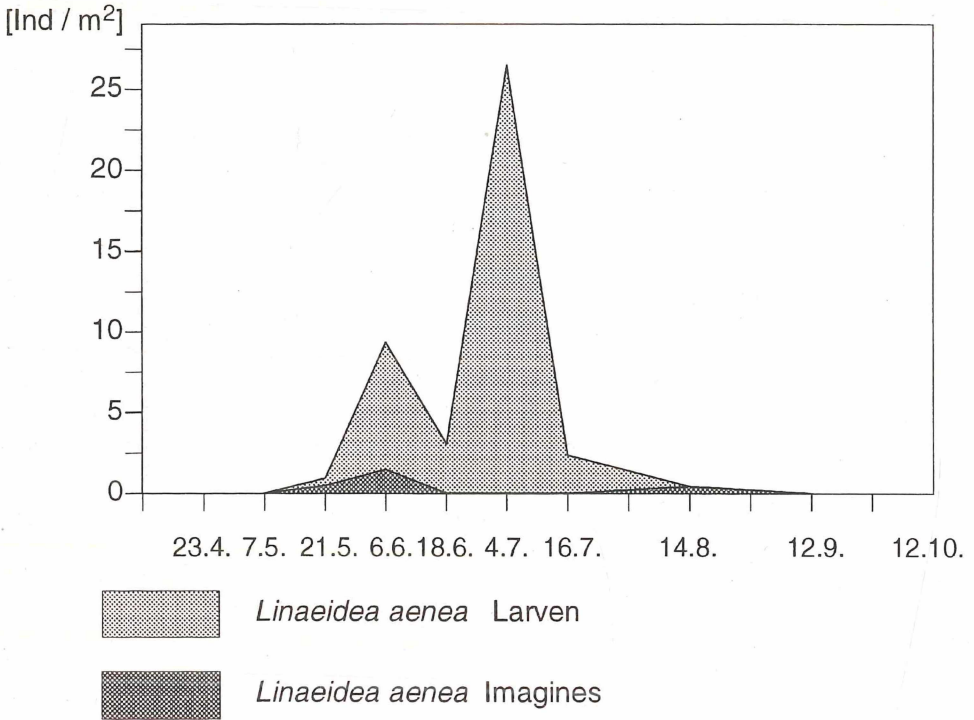 [Ind / m²]
25
20
15
10
5
0
23.4. 7.5. 21.5. 6.6. 18.6. 4.7. 16.7. 14.8. 12.9. 12.10.
Linaeidea aenea Larven
Linaeidea aenea Imagines